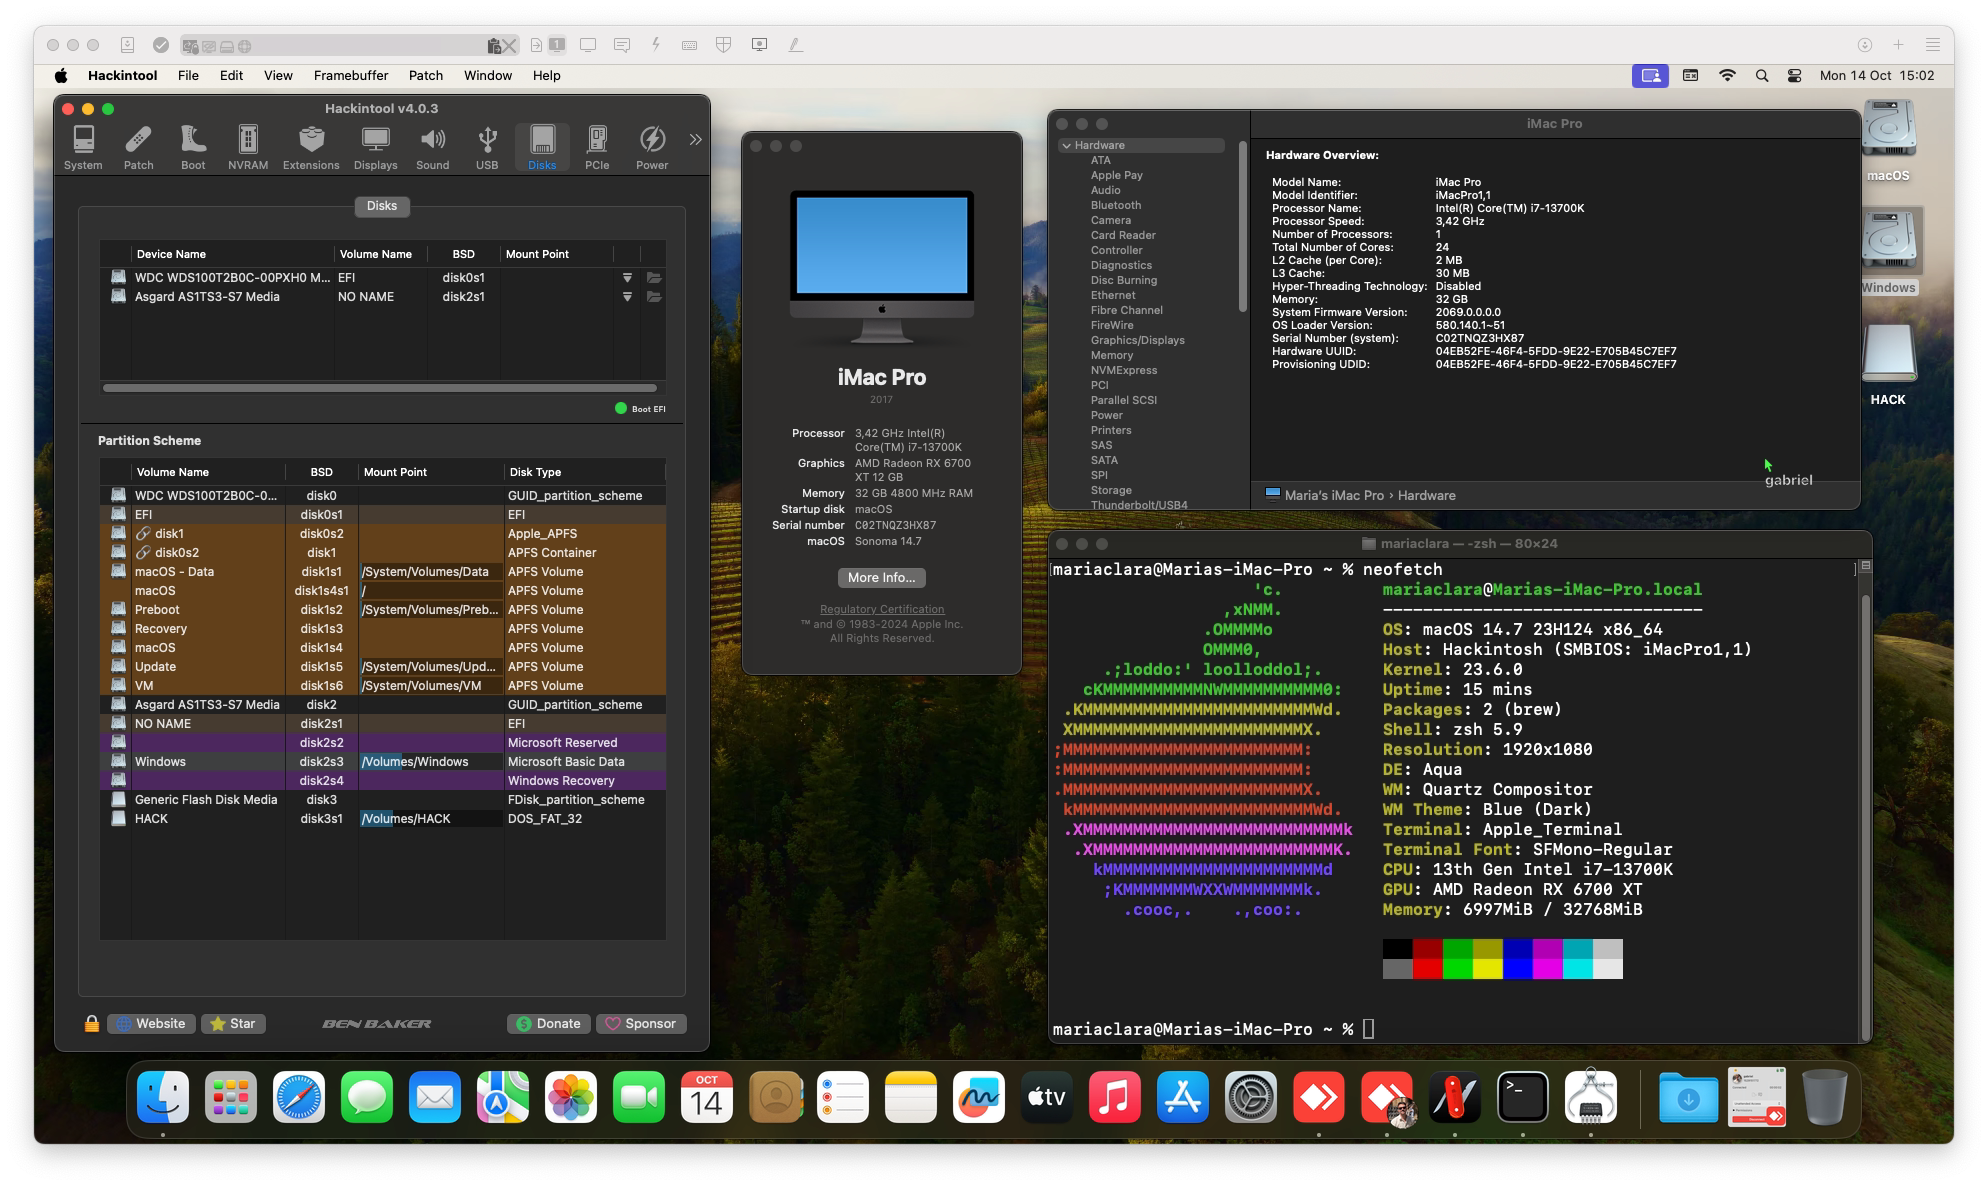 1
Hackintool File Edit View Framebuffer Patch Window Help
Mon 14 Oct 15:02
Hackintool v4.0.3
System Patch Boot NVRAM Extensions Displays Sound USB Disks PCIe Power
Disks
Device Name Volume Name BSD Mount Point
WDC WDS100T2B0C-00PXH0 M... EFI disk0s1
Asgard AS1TS3-S7 Media NO NAME disk2s1
Boot EFI
Partition Scheme
Volume Name BSD Mount Point Disk Type
WDC WDS100T2B0C-0... disk0 GUID_partition_scheme
EFI disk0s1 EFI
disk1 disk0s2 Apple_APFS
disk0s2 disk1 APFS Container
macOS - Data disk1s1 /System/Volumes/Data APFS Volume
macOS disk1s4s1 / APFS Volume
Preboot disk1s2 /System/Volumes/Preb... APFS Volume
Recovery disk1s3 APFS Volume
macOS disk1s4 APFS Volume
Update disk1s5 /System/Volumes/Upd... APFS Volume
VM disk1s6 /System/Volumes/VM APFS Volume
Asgard AS1TS3-S7 Media disk2 GUID_partition_scheme
NO NAME disk2s1 EFI
disk2s2 Microsoft Reserved
Windows disk2s3 /Volumes/Windows Microsoft Basic Data
disk2s4 Windows Recovery
Generic Flash Disk Media disk3 FDisk_partition_scheme
HACK disk3s1 /Volumes/HACK DOS_FAT_32
Website Star BEN BAKER Donate Sponsor
iMac Pro
2017
Processor 3,42 GHz Intel(R)
Core(TM) i7-13700K
Graphics AMD Radeon RX 6700
XT 12 GB
Memory 32 GB 4800 MHz RAM
Startup disk macOS
Serial number C02TNQZ3HX87
macOS Sonoma 14.7
More Info...
Regulatory Certification
™ and © 1983-2024 Apple Inc.
All Rights Reserved.
iMac Pro
Hardware
ATA
Apple Pay
Audio
Bluetooth
Camera
Card Reader
Controller
Diagnostics
Disc Burning
Ethernet
Fibre Channel
FireWire
Graphics/Displays
Memory
NVMExpress
PCI
Parallel SCSI
Power
Printers
SAS
SATA
SPI
Storage
Thunderbolt/USB4
Hardware Overview:
Model Name: iMac Pro
Model Identifier: iMacPro1,1
Processor Name: Intel(R) Core(TM) i7-13700K
Processor Speed: 3,42 GHz
Number of Processors: 1
Total Number of Cores: 24
L2 Cache (per Core): 2 MB
L3 Cache: 30 MB
Hyper-Threading Technology: Disabled
Memory: 32 GB
System Firmware Version: 2069.0.0.0.0
OS Loader Version: 580.140.1~51
Serial Number (system): C02TNQZ3HX87
Hardware UUID: 04EB52FE-46F4-5FDD-9E22-E705B45C7EF7
Provisioning UDID: 04EB52FE-46F4-5FDD-9E22-E705B45C7EF7
gabriel
Maria's iMac Pro › Hardware
macOS
Windows
HACK
mariaclara — -zsh — 80×24
[mariaclara@Marias-iMac-Pro ~ % neofetch ]
'c. mariaclara@Marias-iMac-Pro.local
,xNMM. --------------------------------
.OMMMMo OS: macOS 14.7 23H124 x86_64
OMMM0, Host: Hackintosh (SMBIOS: iMacPro1,1)
.;loddo:' loolloddol;. Kernel: 23.6.0
cKMMMMMMMMMMNWMMMMMMMMMM0: Uptime: 15 mins
.KMMMMMMMMMMMMMMMMMMMMMMMWd. Packages: 2 (brew)
XMMMMMMMMMMMMMMMMMMMMMMMX. Shell: zsh 5.9
;MMMMMMMMMMMMMMMMMMMMMMMM: Resolution: 1920x1080
:MMMMMMMMMMMMMMMMMMMMMMMM: DE: Aqua
.MMMMMMMMMMMMMMMMMMMMMMMMX. WM: Quartz Compositor
kMMMMMMMMMMMMMMMMMMMMMMMMWd. WM Theme: Blue (Dark)
.XMMMMMMMMMMMMMMMMMMMMMMMMMMk Terminal: Apple_Terminal
.XMMMMMMMMMMMMMMMMMMMMMMMMK. Terminal Font: SFMono-Regular
kMMMMMMMMMMMMMMMMMMMMMMd CPU: 13th Gen Intel i7-13700K
;KMMMMMMMWXXWMMMMMMMk. GPU: AMD Radeon RX 6700 XT
.cooc,. .,coo:. Memory: 6997MiB / 32768MiB
mariaclara@Marias-iMac-Pro ~ %
OCT
14
tv
>_